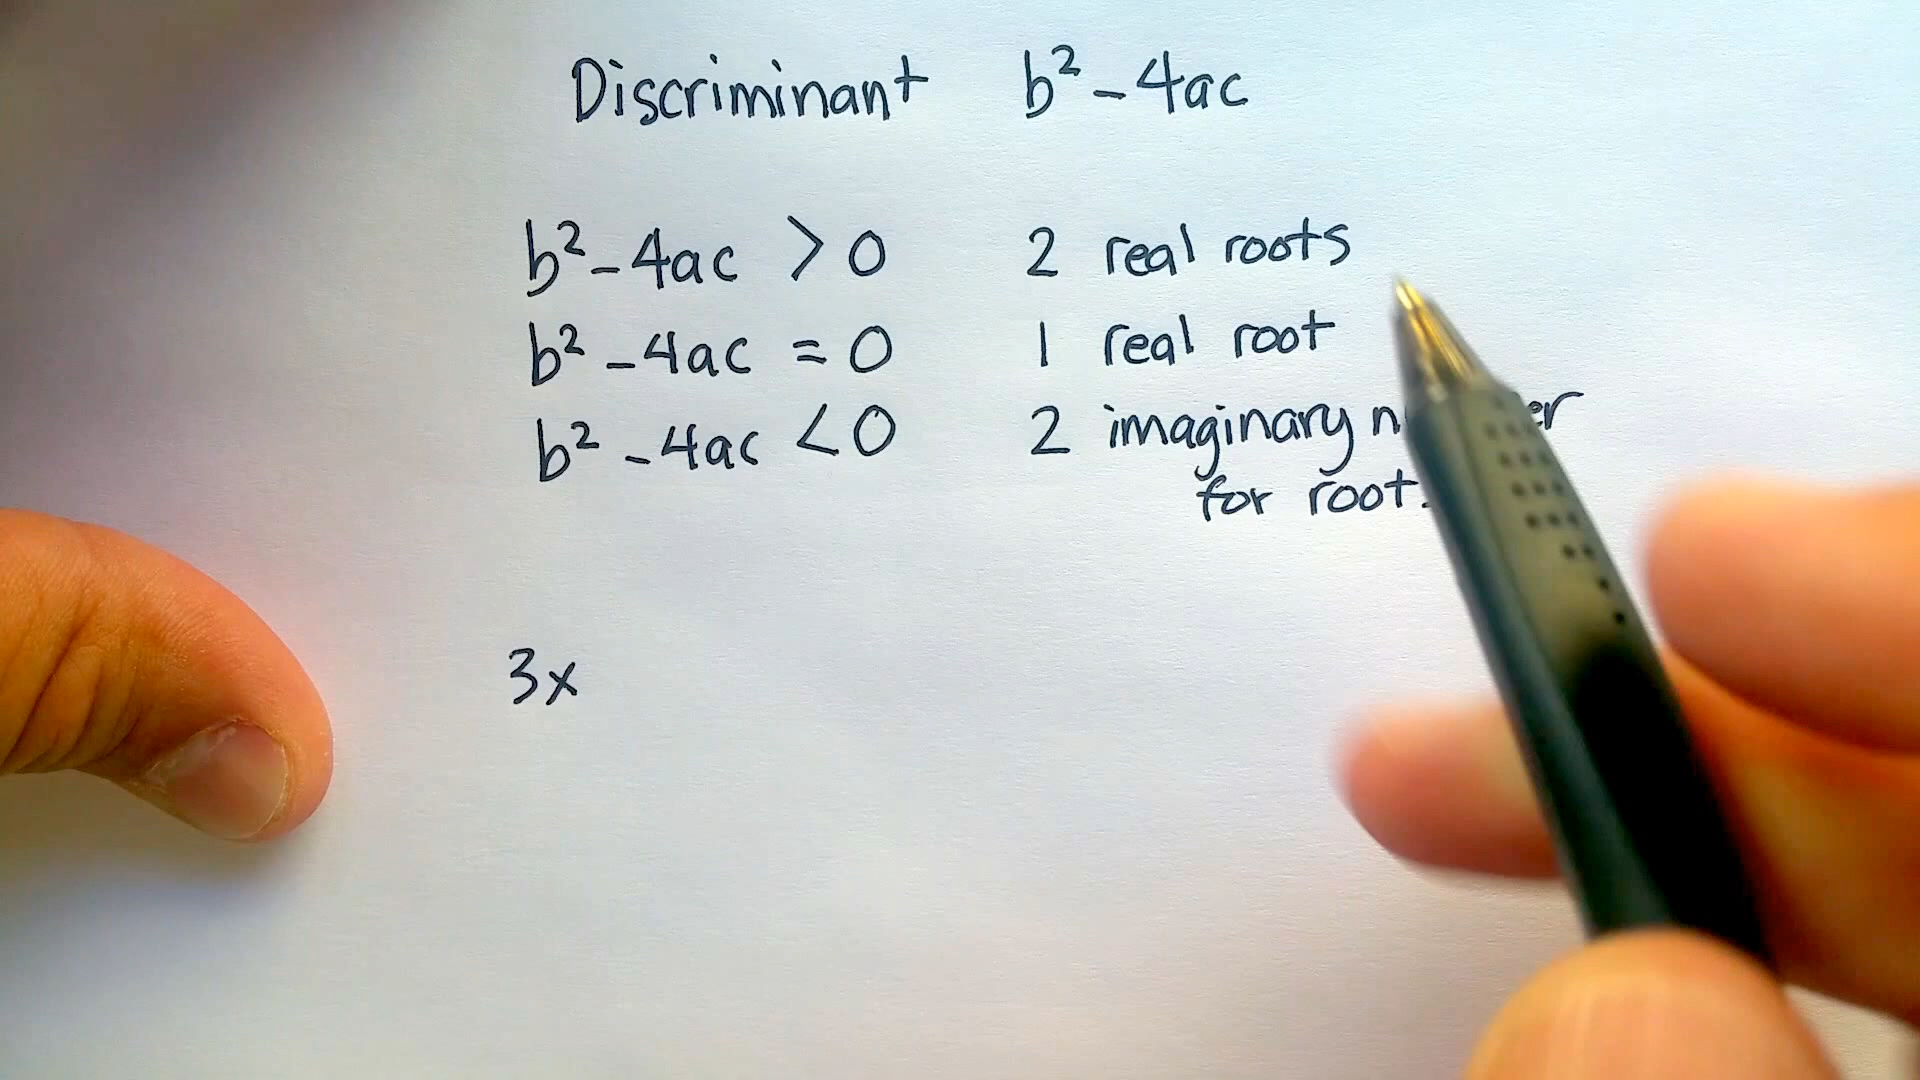 Discriminant b² - 4ac
b² - 4ac > 0 2 real roots
b² - 4ac = 0 1 real root
b² - 4ac < 0 2 imaginary
for
3x